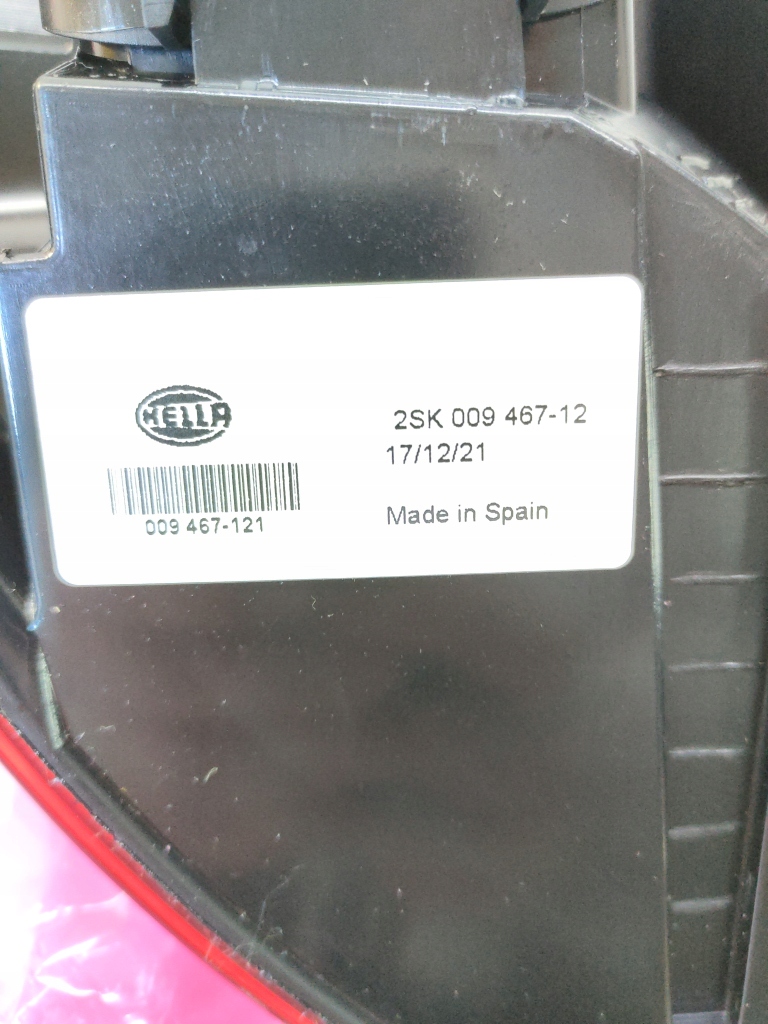 HELLA
2SK 009 467-12
17/12/21
009 467-121
Made in Spain